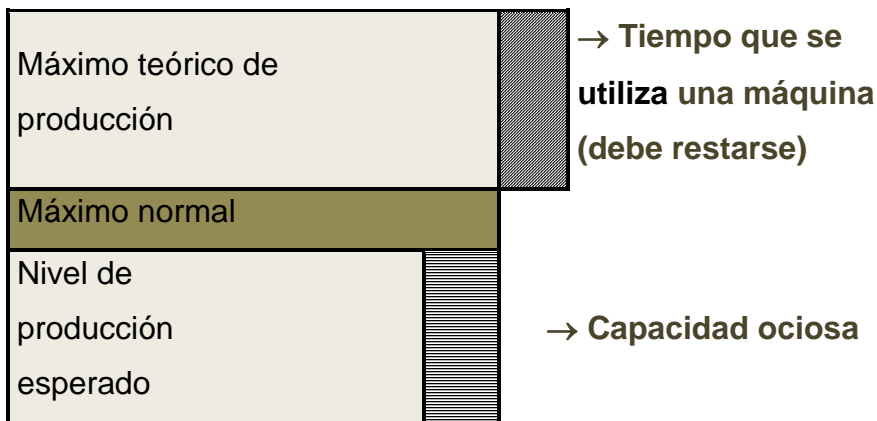 Máximo teórico de
producción
→ Tiempo que se
utiliza una máquina
(debe restarse)
Máximo normal
Nivel de
producción
esperado
→ Capacidad ociosa